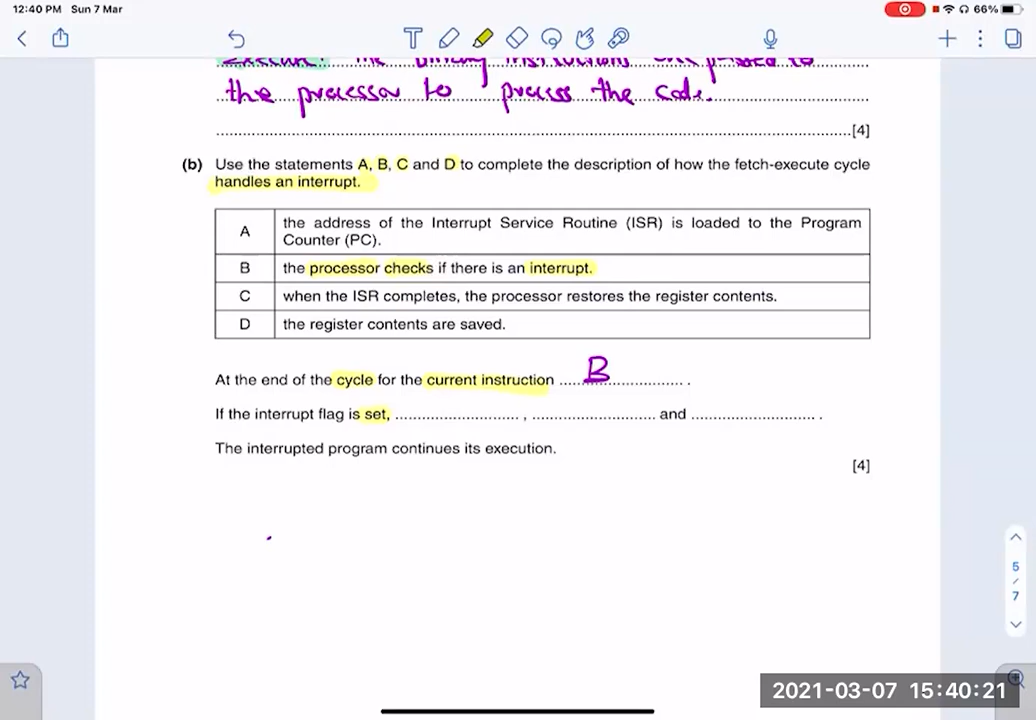 12:40 PM Sun 7 Mar 66%
the processor to process the code.
[4]
(b) Use the statements A, B, C and D to complete the description of how the fetch-execute cycle
handles an interrupt.
A the address of the Interrupt Service Routine (ISR) is loaded to the Program
Counter (PC).
B the processor checks if there is an interrupt.
C when the ISR completes, the processor restores the register contents.
D the register contents are saved.
At the end of the cycle for the current instruction ........B........ .
If the interrupt flag is set, ................ , ................ and ................ .
The interrupted program continues its execution.
[4]
5
/
7
2021-03-07 15:40:21